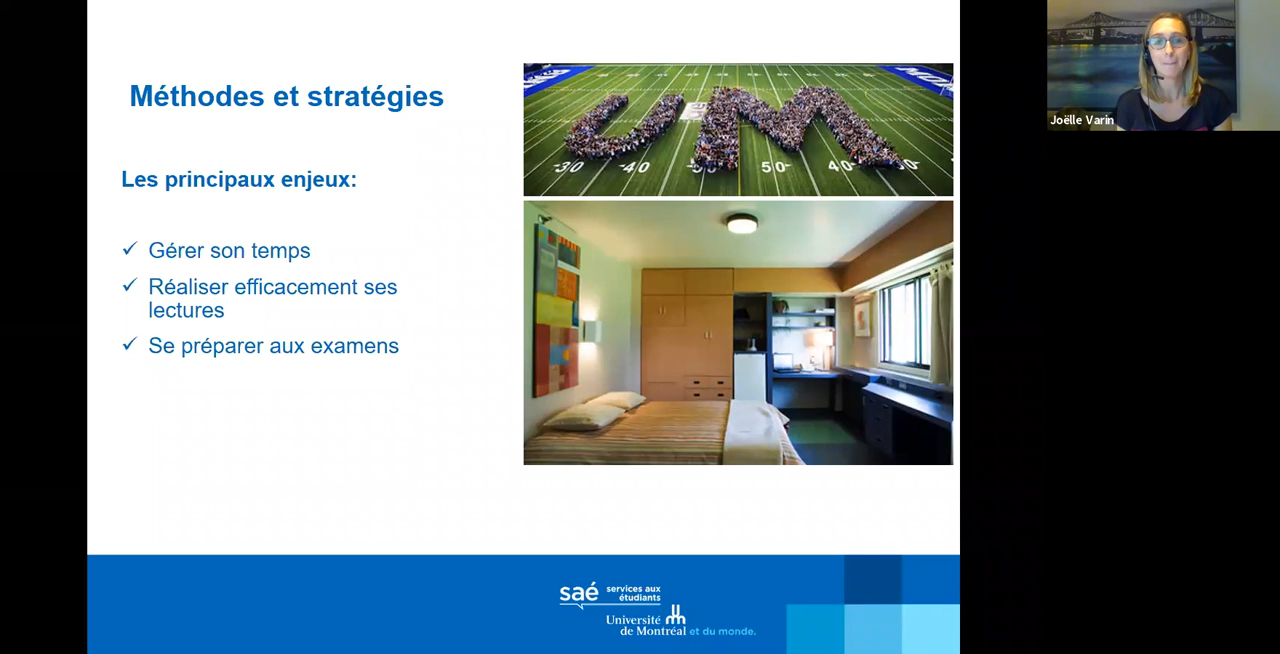 Méthodes et stratégies
Les principaux enjeux:
✓ Gérer son temps
✓ Réaliser efficacement ses
lectures
✓ Se préparer aux examens
UM
-30
-40
50
40
Joëlle Varin
saé services aux
étudiants
Université
de Montréal et du monde.